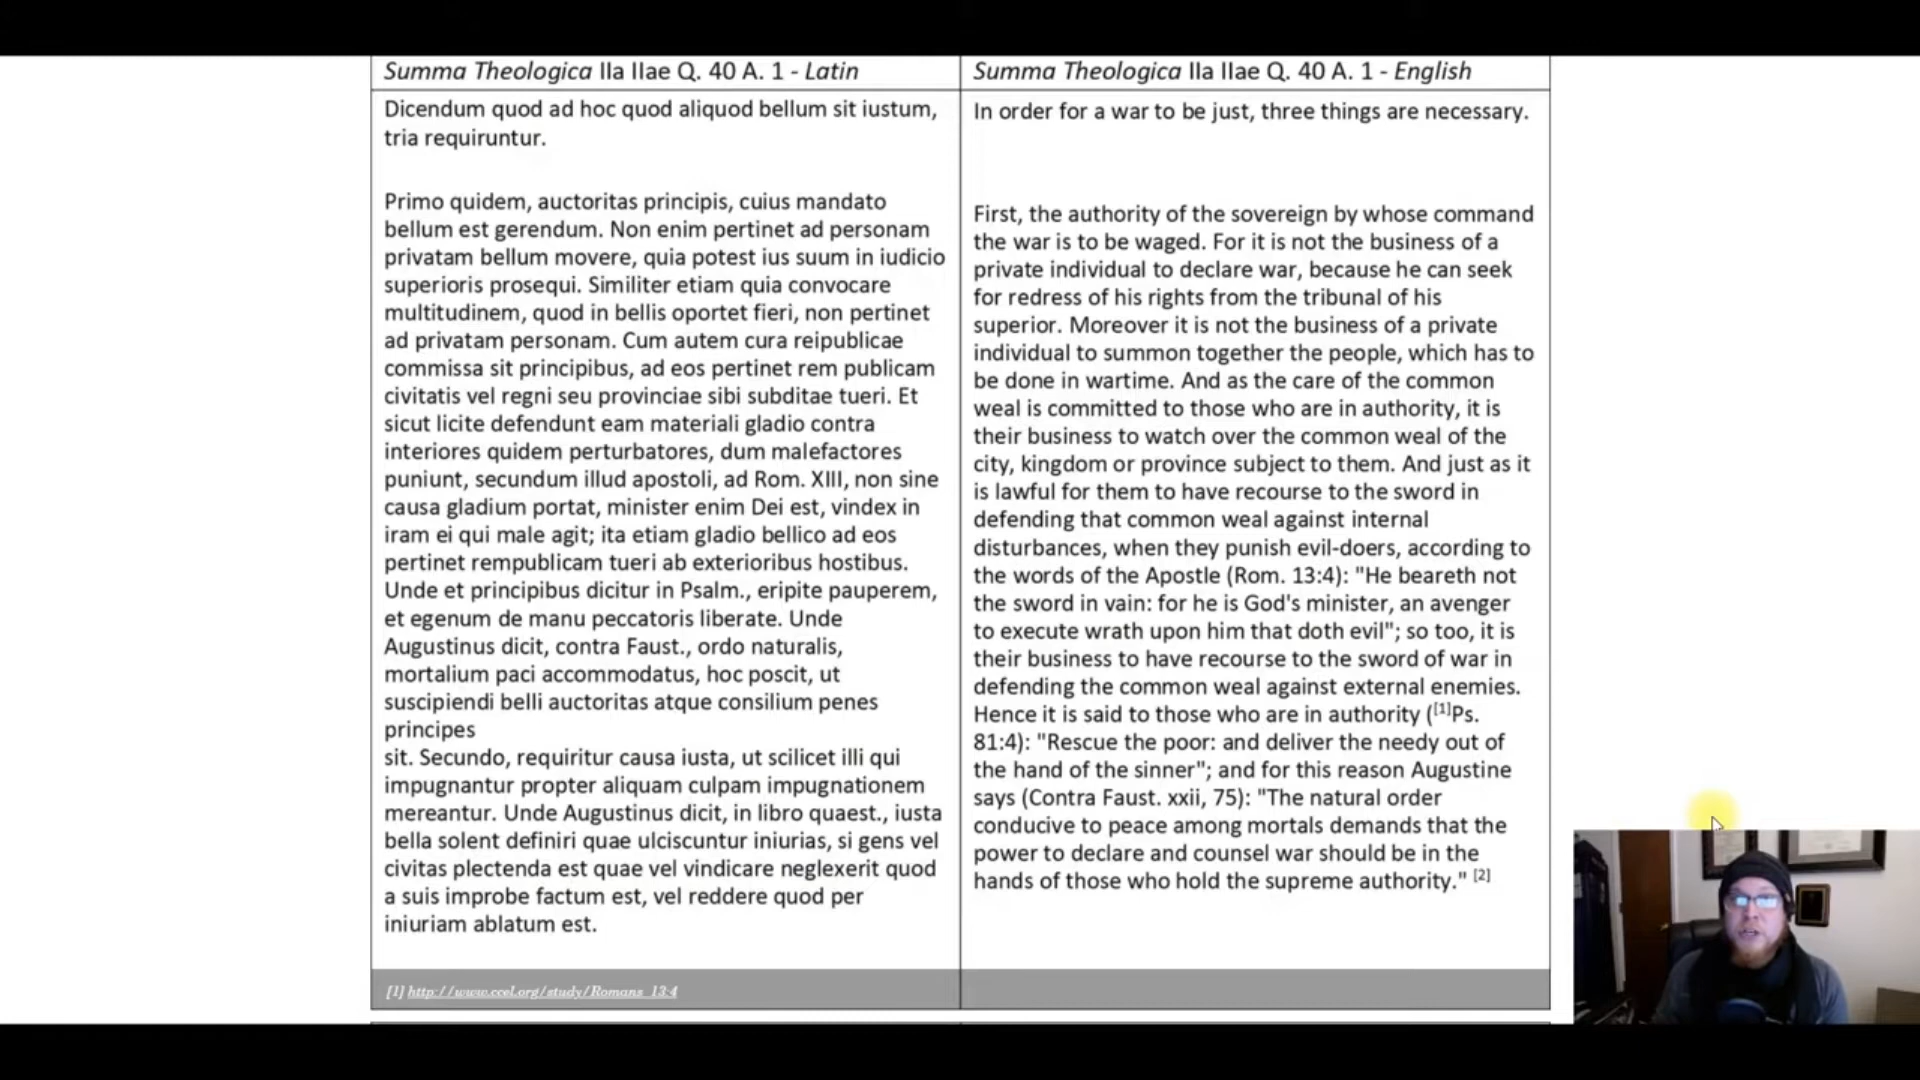 Summa Theologica IIa IIae Q. 40 A. 1 - Latin
Dicendum quod ad hoc quod aliquod bellum sit iustum,
tria requiruntur.
Primo quidem, auctoritas principis, cuius mandato
bellum est gerendum. Non enim pertinet ad personam
privatam bellum movere, quia potest ius suum in iudicio
superioris prosequi. Similiter etiam quia convocare
multitudinem, quod in bellis oportet fieri, non pertinet
ad privatam personam. Cum autem cura reipublicae
commissa sit principibus, ad eos pertinet rem publicam
civitatis vel regni seu provinciae sibi subditae tueri. Et
sicut licite defendunt eam materiali gladio contra
interiores quidem perturbatores, dum malefactores
puniunt, secundum illud apostoli, ad Rom. XIII, non sine
causa gladium portat, minister enim Dei est, vindex in
iram ei qui male agit; ita etiam gladio bellico ad eos
pertinet rempublicam tueri ab exterioribus hostibus.
Unde et principibus dicitur in Psalm., eripite pauperem,
et egenum de manu peccatoris liberate. Unde
Augustinus dicit, contra Faust., ordo naturalis,
mortalium paci accommodatus, hoc poscit, ut
suscipiendi belli auctoritas atque consilium penes
principes
sit. Secundo, requiritur causa iusta, ut scilicet illi qui
impugnantur propter aliquam culpam impugnationem
mereantur. Unde Augustinus dicit, in libro quaest., iusta
bella solent definiri quae ulciscuntur iniurias, si gens vel
civitas plectenda est quae vel vindicare neglexerit quod
a suis improbe factum est, vel reddere quod per
iniuriam ablatum est.
[1] http://www.ccel.org/study/Romans_13:4
Summa Theologica IIa IIae Q. 40 A. 1 - English
In order for a war to be just, three things are necessary.
First, the authority of the sovereign by whose command
the war is to be waged. For it is not the business of a
private individual to declare war, because he can seek
for redress of his rights from the tribunal of his
superior. Moreover it is not the business of a private
individual to summon together the people, which has to
be done in wartime. And as the care of the common
weal is committed to those who are in authority, it is
their business to watch over the common weal of the
city, kingdom or province subject to them. And just as it
is lawful for them to have recourse to the sword in
defending that common weal against internal
disturbances, when they punish evil-doers, according to
the words of the Apostle (Rom. 13:4): "He beareth not
the sword in vain: for he is God's minister, an avenger
to execute wrath upon him that doth evil"; so too, it is
their business to have recourse to the sword of war in
defending the common weal against external enemies.
Hence it is said to those who are in authority ([1]Ps.
81:4): "Rescue the poor: and deliver the needy out of
the hand of the sinner"; and for this reason Augustine
says (Contra Faust. xxii, 75): "The natural order
conducive to peace among mortals demands that the
power to declare and counsel war should be in the
hands of those who hold the supreme authority." [2]